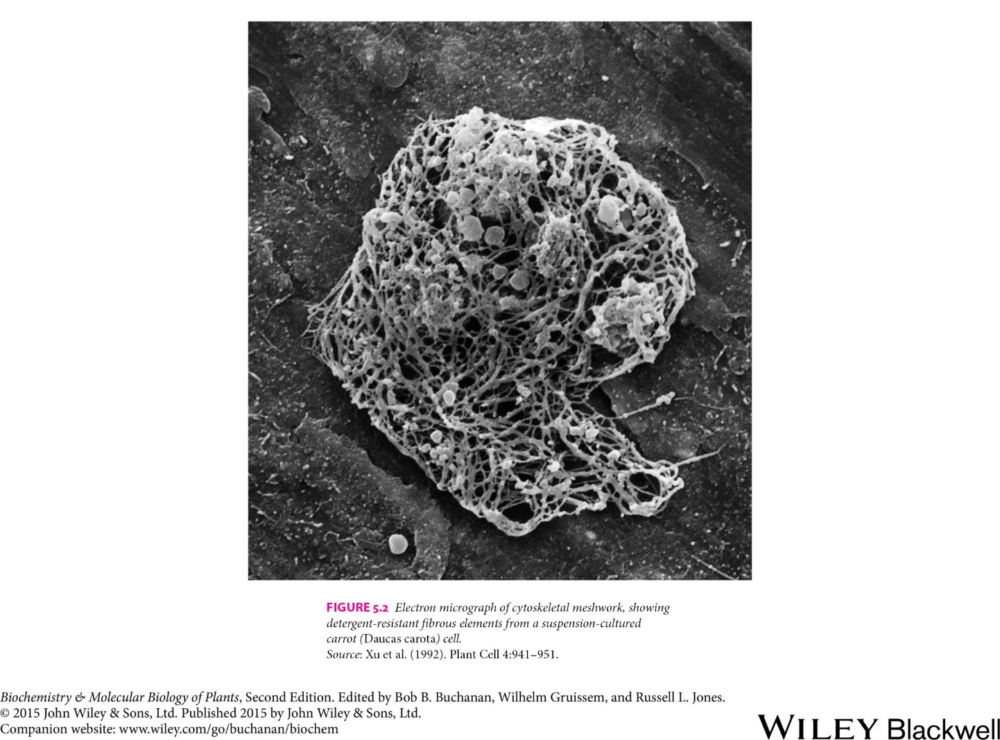 FIGURE 5.2 Electron micrograph of cytoskeletal meshwork, showing
detergent-resistant fibrous elements from a suspension-cultured
carrot (Daucas carota) cell.
Source: Xu et al. (1992). Plant Cell 4:941–951.
Biochemistry & Molecular Biology of Plants, Second Edition. Edited by Bob B. Buchanan, Wilhelm Gruissem, and Russell L. Jones.
© 2015 John Wiley & Sons, Ltd. Published 2015 by John Wiley & Sons, Ltd.
Companion website: www.wiley.com/go/buchanan/biochem
WILEY Blackwell